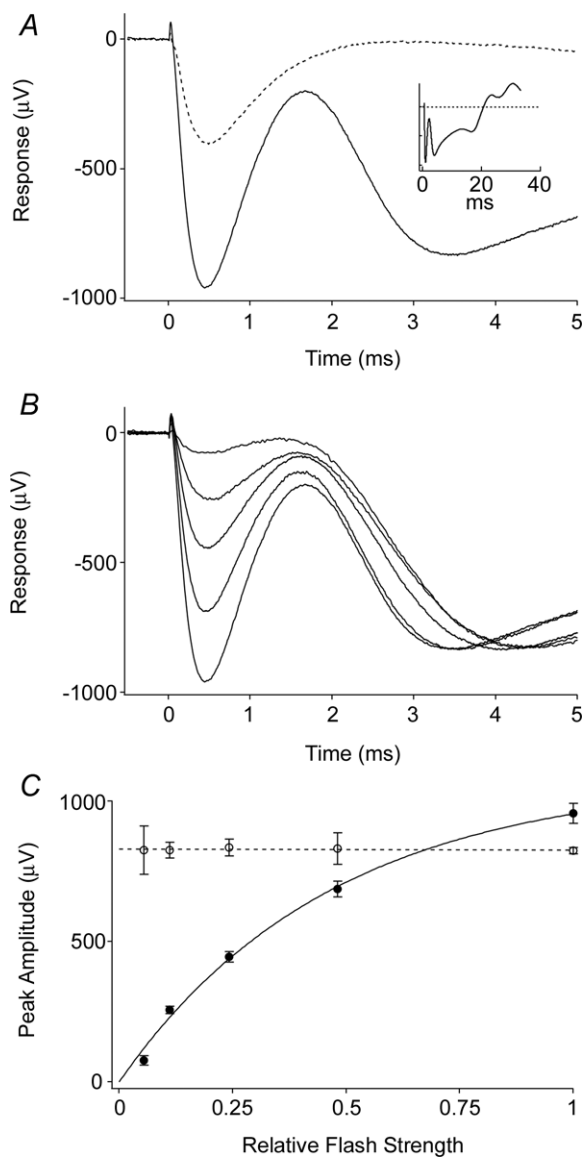 A
0
-500
-1000
Response (µV)
0 1 2 3 4 5
Time (ms)
0 20 40
ms
B
0
-500
-1000
Response (µV)
0 1 2 3 4 5
Time (ms)
C
1000
500
0
Peak Amplitude (µV)
0 0.25 0.5 0.75 1
Relative Flash Strength